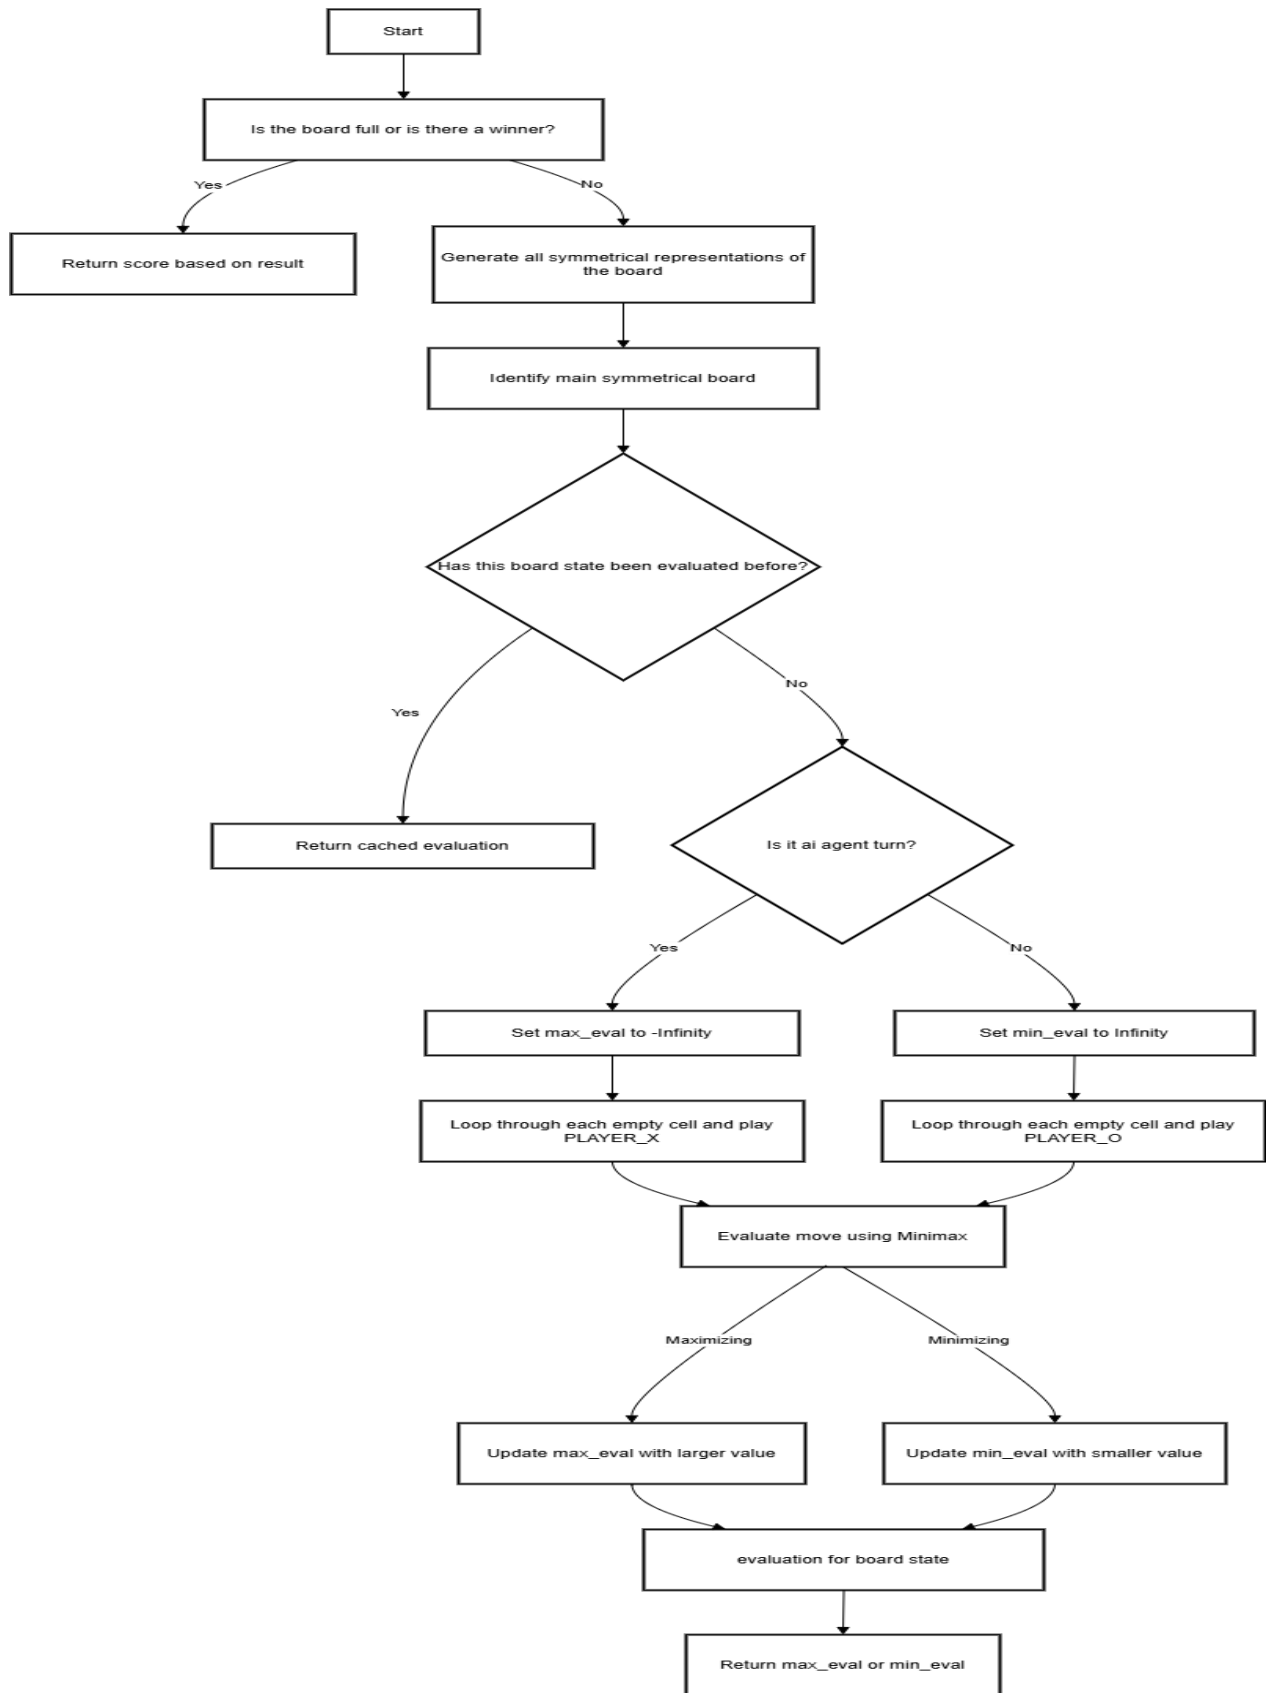 Start
Is the board full or is there a winner?
Yes
No
Return score based on result
Generate all symmetrical representations of
the board
Identify main symmetrical board
Has this board state been evaluated before?
Yes
No
Return cached evaluation
Is it ai agent turn?
Yes
No
Set max_eval to -Infinity
Set min_eval to Infinity
Loop through each empty cell and play
PLAYER_X
Loop through each empty cell and play
PLAYER_O
Evaluate move using Minimax
Maximizing
Minimizing
Update max_eval with larger value
Update min_eval with smaller value
evaluation for board state
Return max_eval or min_eval